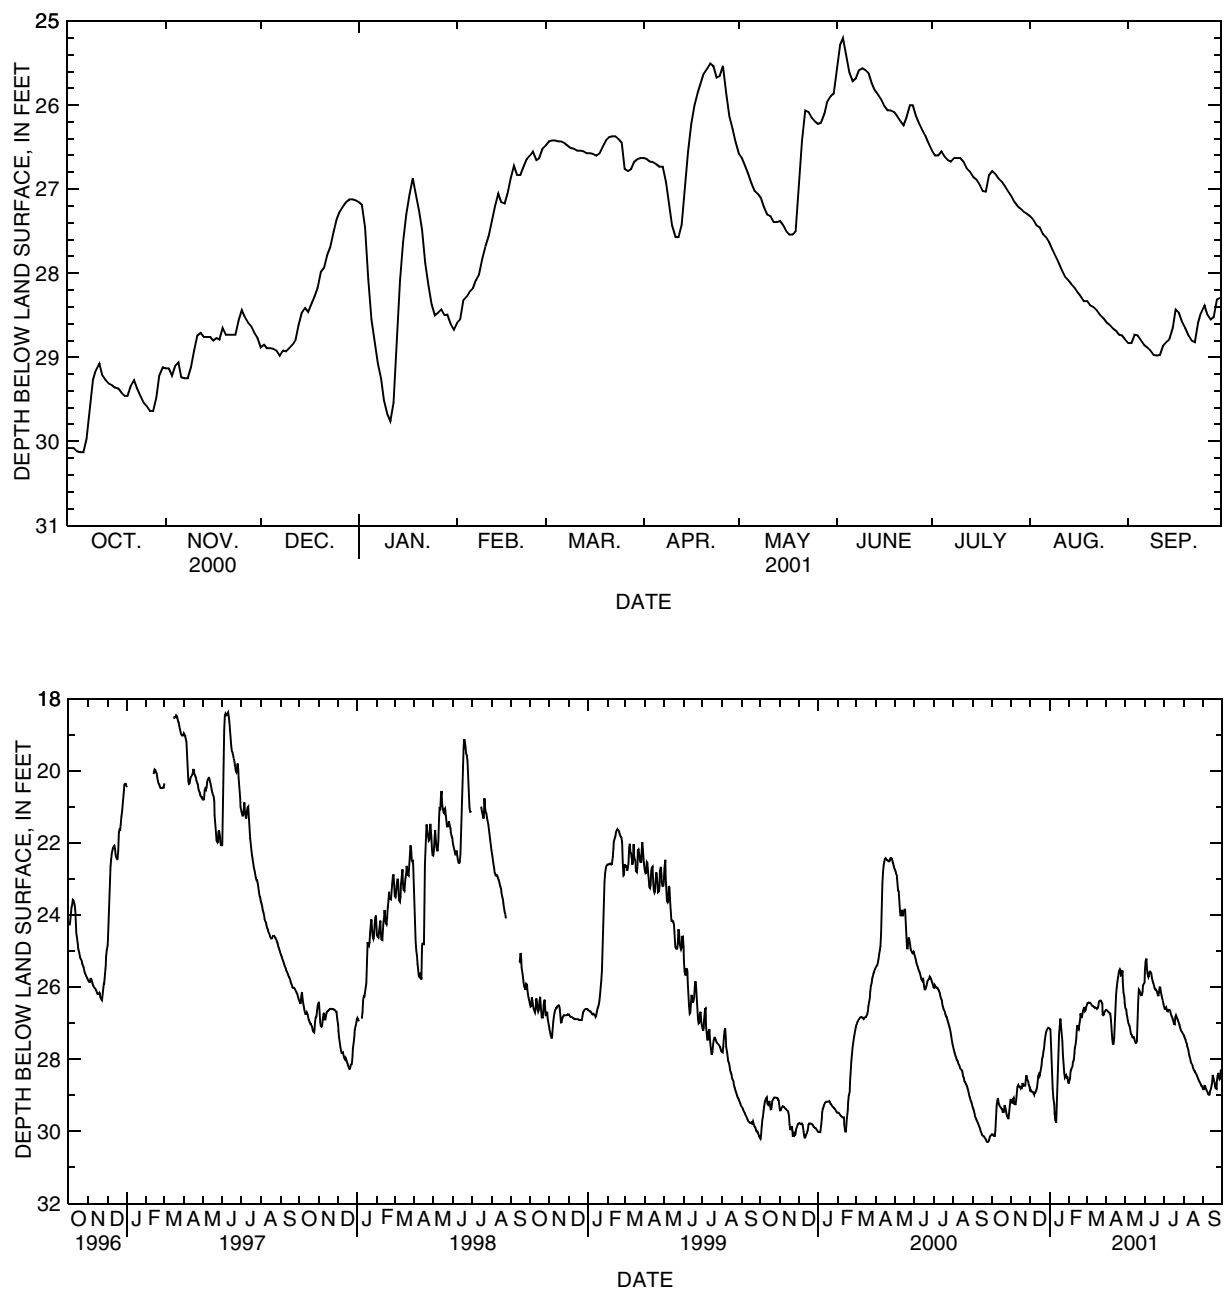 DEPTH BELOW LAND SURFACE, IN FEET
25
26
27
28
29
30
31
OCT. NOV. DEC. JAN. FEB. MAR. APR. MAY JUNE JULY AUG. SEP.
2000 2001
DATE
DEPTH BELOW LAND SURFACE, IN FEET
18
20
22
24
26
28
30
32
O N D J F M A M J J A S O N D J F M A M J J A S O N D J F M A M J J A S O N D J F M A M J J A S O N D J F M A M J J A S
1996 1997 1998 1999 2000 2001
DATE